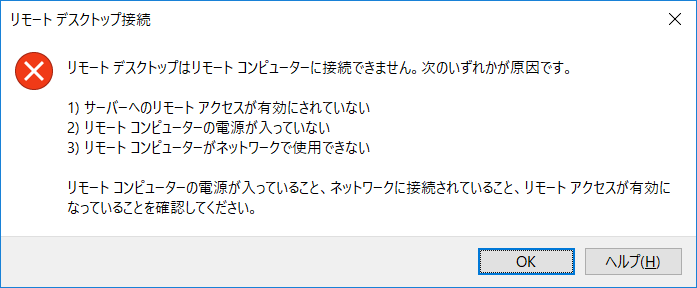 リモート デスクトップ接続
リモート デスクトップはリモート コンピューターに接続できません。次のいずれかが原因です。
1) サーバーへのリモート アクセスが有効にされていない
2) リモート コンピューターの電源が入っていない
3) リモート コンピューターがネットワークで使用できない
リモート コンピューターの電源が入っていること、ネットワークに接続されていること、リモート アクセスが有効に
なっていることを確認してください。
OK
ヘルプ(H)